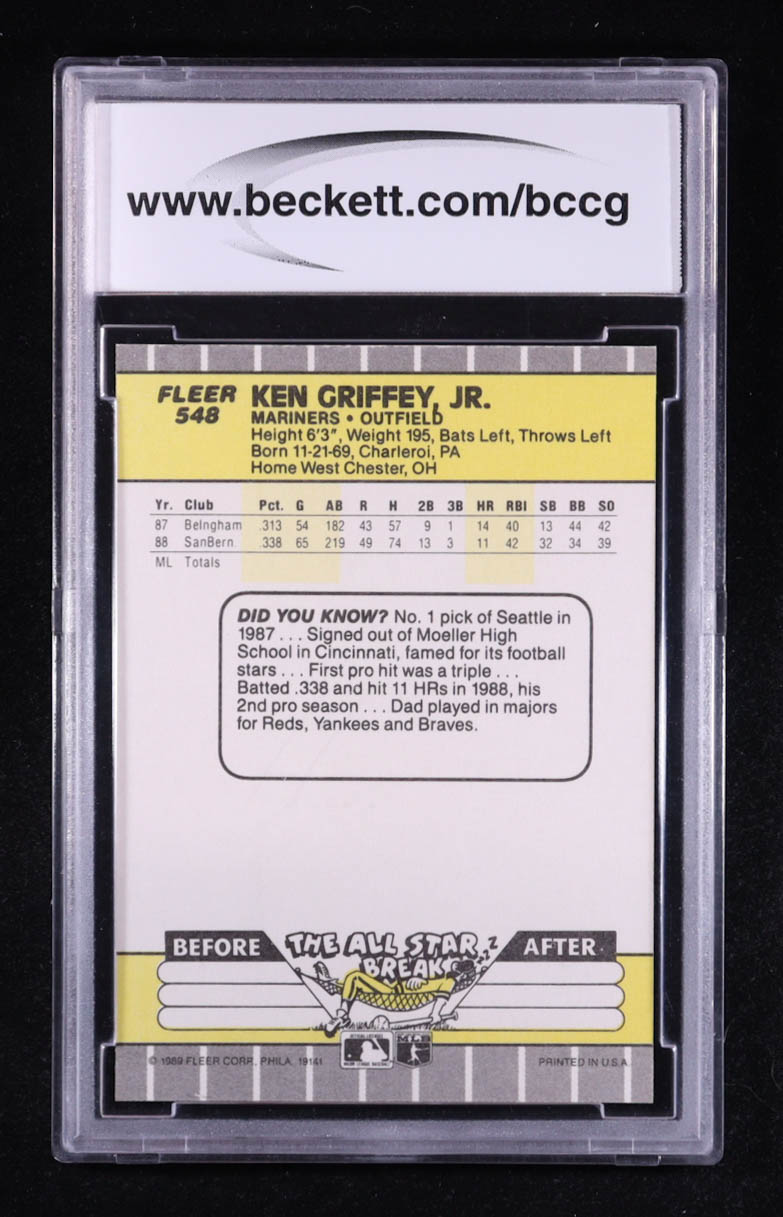 www.beckett.com/bccg
FLEER
548
KEN GRIFFEY, JR.
MARINERS • OUTFIELD
Height 6'3", Weight 195, Bats Left, Throws Left
Born 11-21-69, Charleroi, PA
Home West Chester, OH
Yr. Club Pct. G AB R H 2B 3B HR RBI SB BB SO
87 Belngham .313 54 182 43 57 9 1 14 40 13 44 42
88 SanBern. .338 65 219 49 74 13 3 11 42 32 34 39
ML Totals
DID YOU KNOW? No. 1 pick of Seattle in
1987 . . . Signed out of Moeller High
School in Cincinnati, famed for its football
stars . . . First pro hit was a triple . . .
Batted .338 and hit 11 HRs in 1988, his
2nd pro season . . . Dad played in majors
for Reds, Yankees and Braves.
BEFORE THE ALL STAR BREAK zzz AFTER
© 1989 FLEER CORP., PHILA. 19141
MLB
PRINTED IN U.S.A.